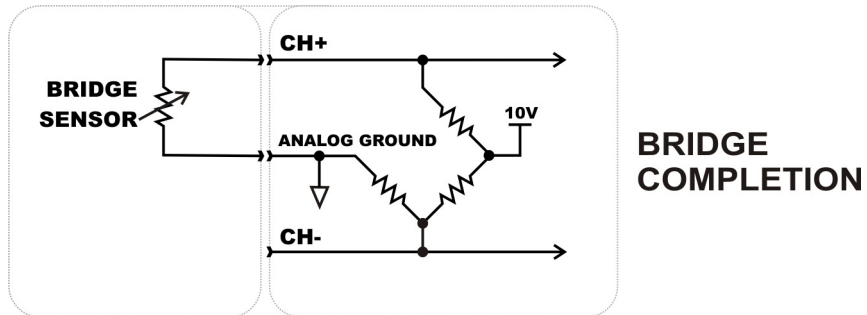 CH+
BRIDGE
SENSOR
10V
ANALOG GROUND
BRIDGE
COMPLETION
CH-